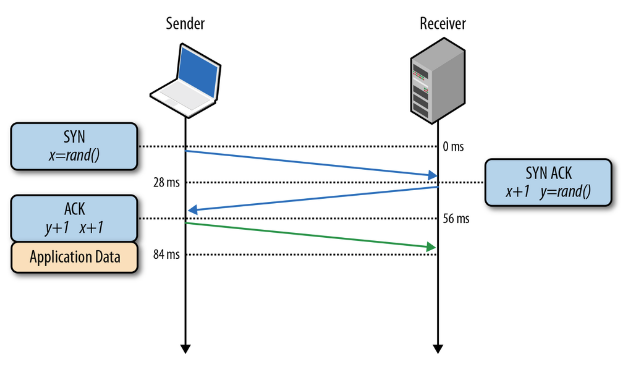 Sender
Receiver
SYN
x=rand()
0 ms
28 ms
SYN ACK
x+1 y=rand()
ACK
y+1 x+1
56 ms
Application Data
84 ms